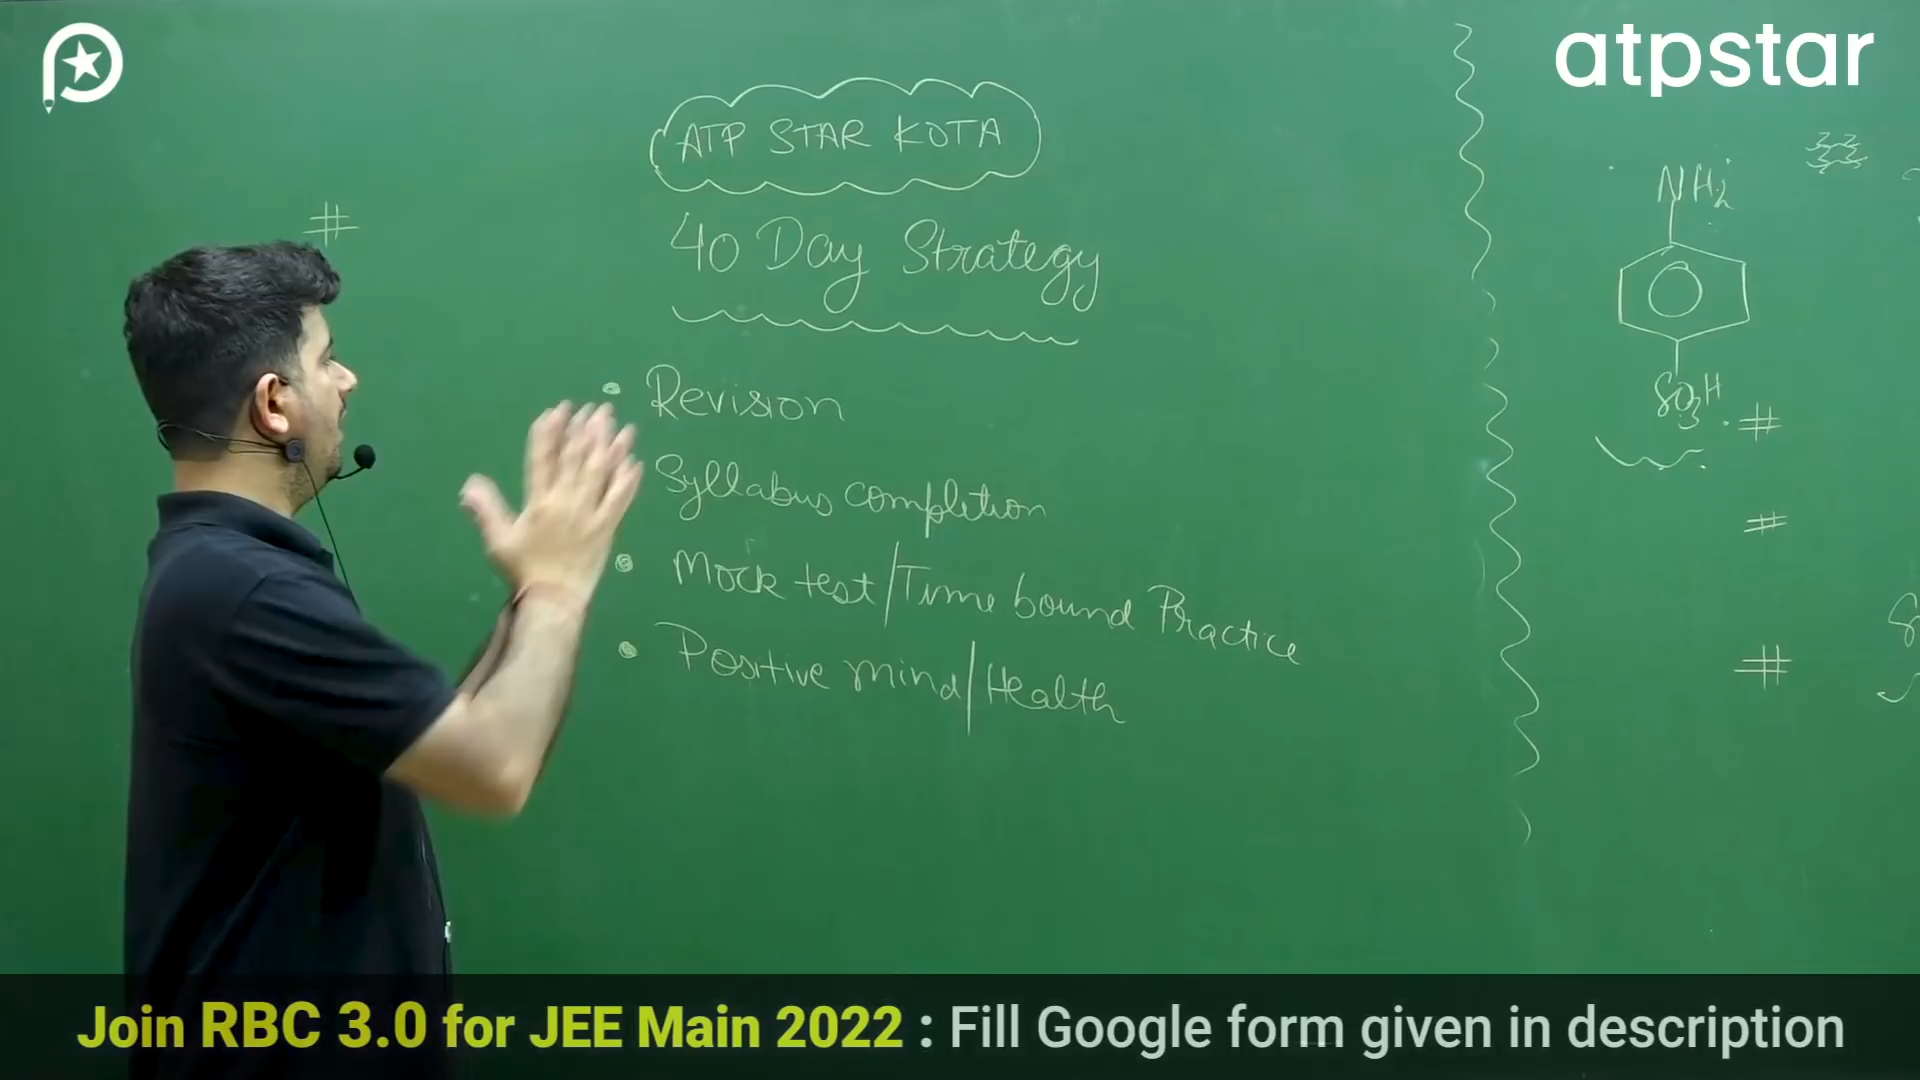 atpstar
ATP STAR KOTA
#
40 Day Strategy
• Revision
Syllabus completion
• Mock test/Time bound Practice
• Positive mind/Health
NH2
SO3H
#
#
#
Join RBC 3.0 for JEE Main 2022 : Fill Google form given in description